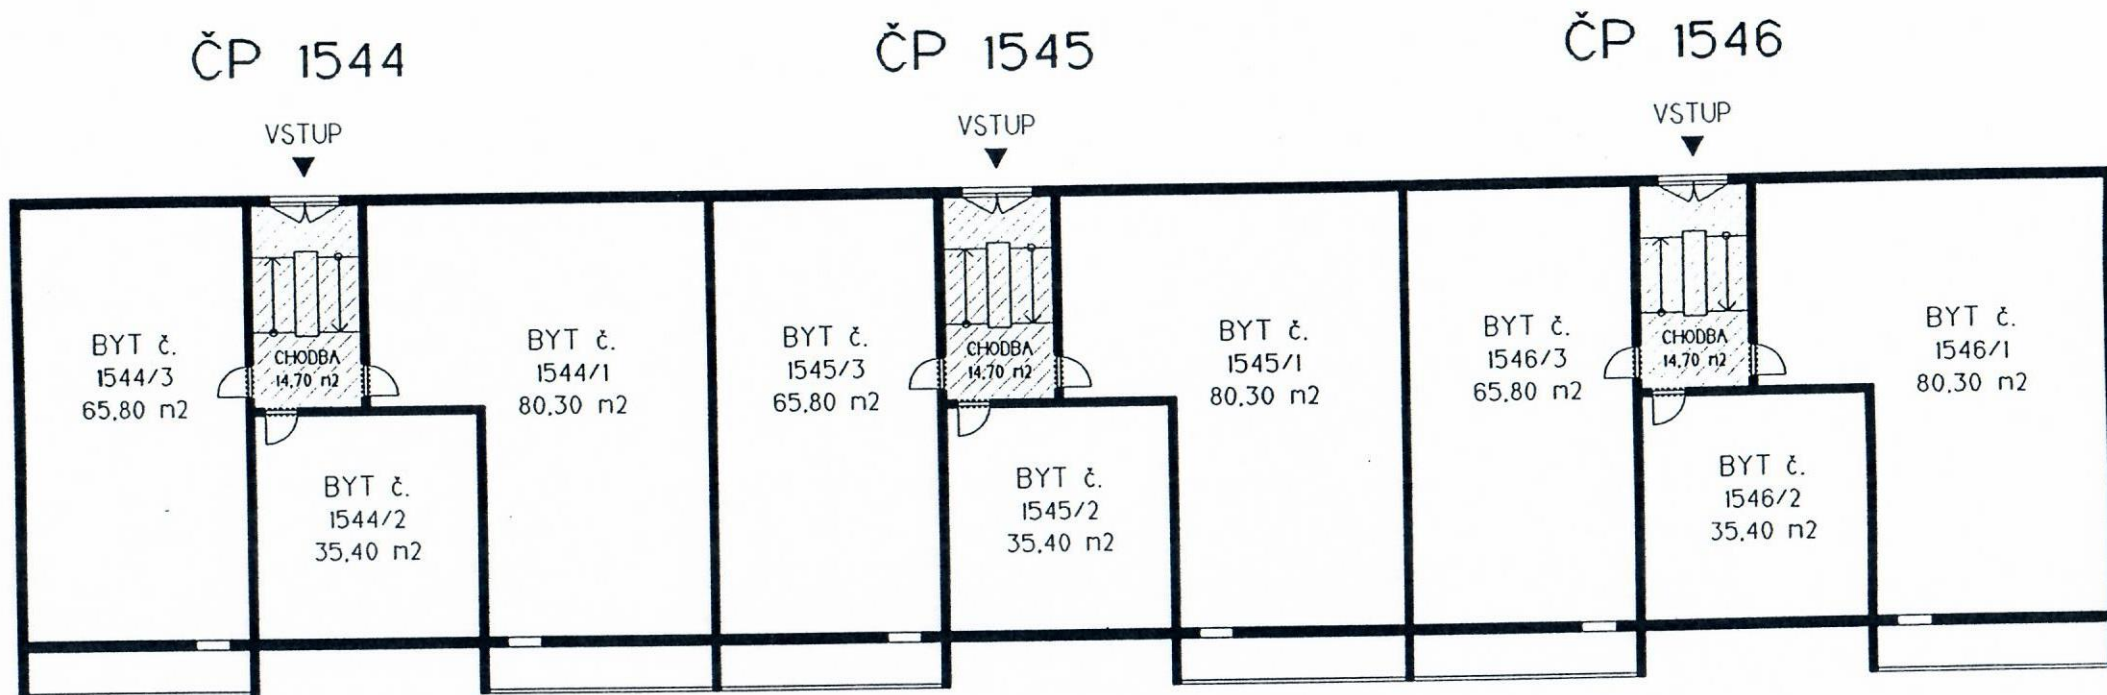 ČP 1544
ČP 1545
ČP 1546
VSTUP
VSTUP
VSTUP
BYT č.
1544/3
65,80 m2
CHODBA
14,70 m2
BYT č.
1544/1
80,30 m2
BYT č.
1544/2
35,40 m2
BYT č.
1545/3
65,80 m2
CHODBA
14,70 m2
BYT č.
1545/1
80,30 m2
BYT č.
1545/2
35,40 m2
BYT č.
1546/3
65,80 m2
CHODBA
14,70 m2
BYT č.
1546/1
80,30 m2
BYT č.
1546/2
35,40 m2